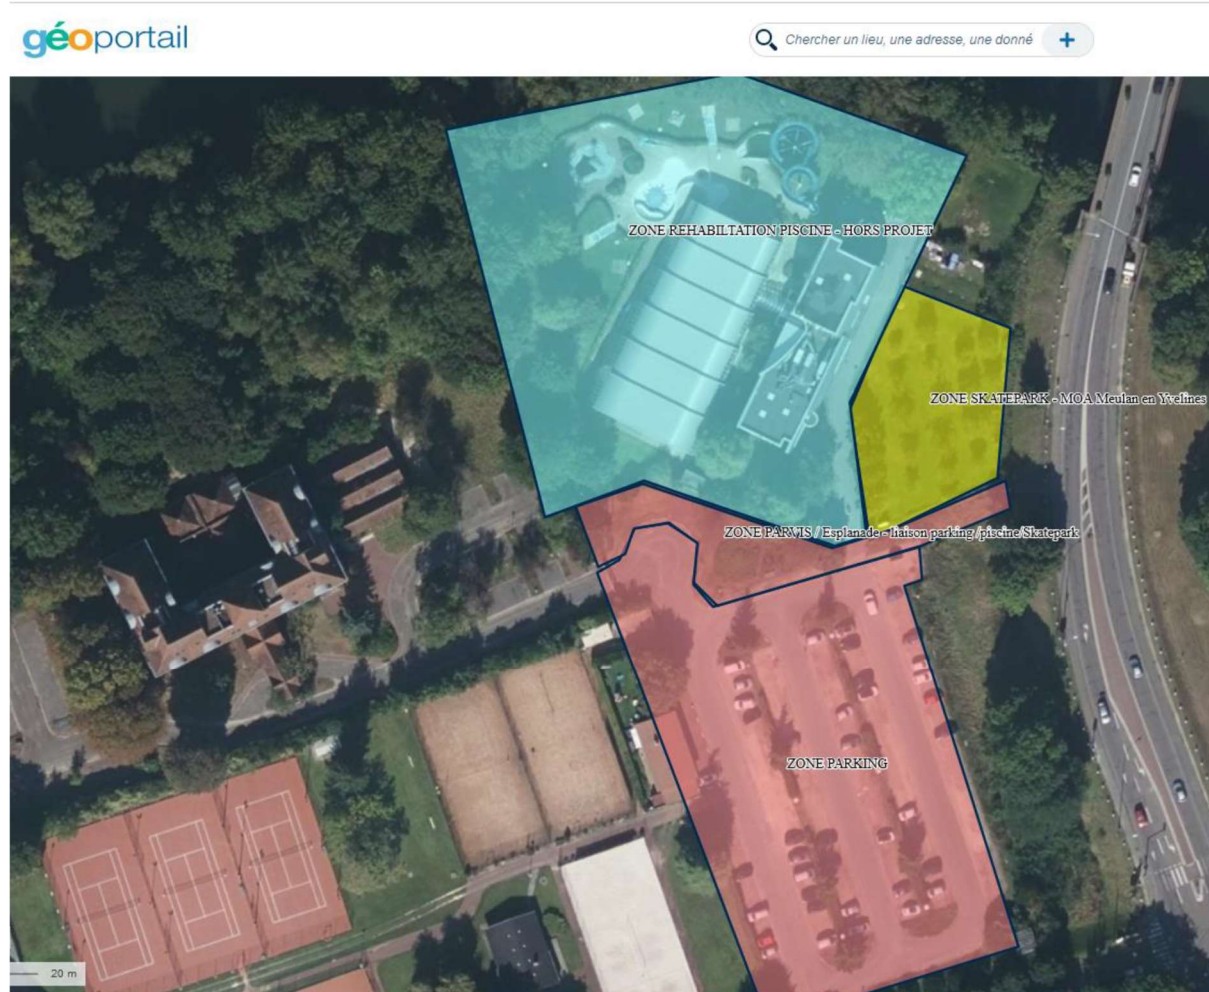 géoportail
Chercher un lieu, une adresse, une donné
ZONE REHABILTATION PISCINE - HORS PROJET
ZONE SKATEPARK - MOA Meulan en Yvelines
ZONE PARVIS / Esplanade - liaison parking /piscine/Skatepark
ZONE PARKING
20 m